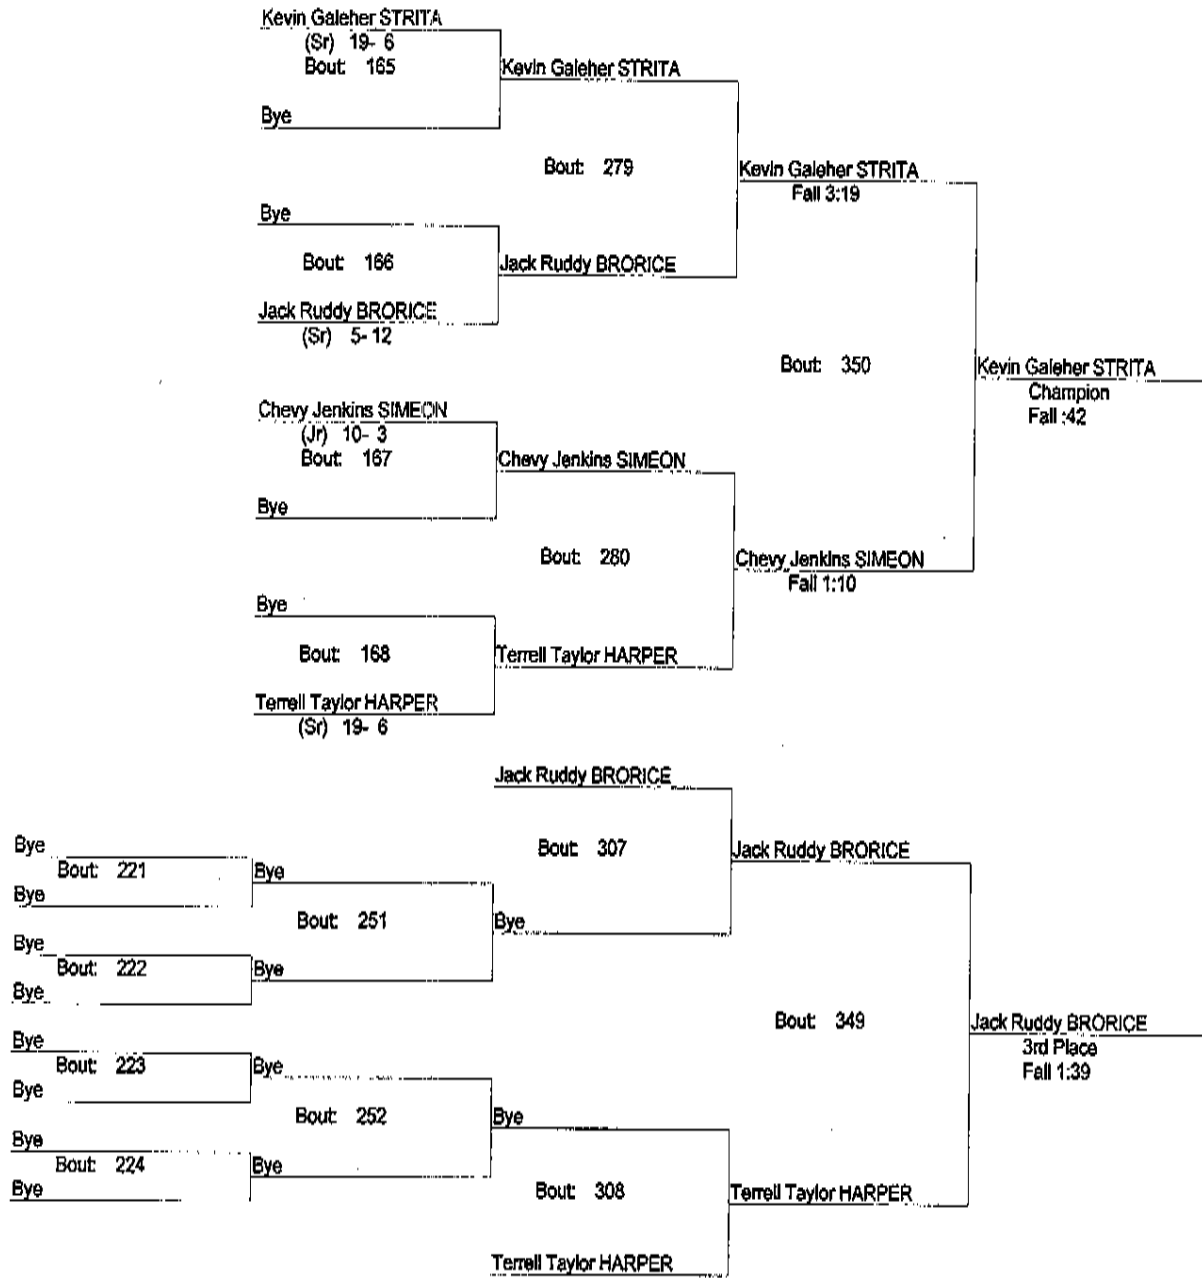 Kevin Galeher STRITA
(Sr) 19- 6
Bout: 165
Kevin Galeher STRITA
Bye
Bout: 279
Kevin Galeher STRITA
Fall 3:19
Bye
Bout: 166
Jack Ruddy BRORICE
Jack Ruddy BRORICE
(Sr) 5- 12
Bout: 350
Kevin Galeher STRITA
Champion
Fall :42
Chevy Jenkins SIMEON
(Jr) 10- 3
Bout: 167
Chevy Jenkins SIMEON
Bye
Bout: 280
Chevy Jenkins SIMEON
Fall 1:10
Bye
Bout: 168
Terrell Taylor HARPER
Terrell Taylor HARPER
(Sr) 19- 6
Jack Ruddy BRORICE
Bout: 307
Jack Ruddy BRORICE
Bye
Bout: 221
Bye
Bye
Bout: 251
Bye
Bye
Bout: 222
Bye
Bye
Bout: 349
Jack Ruddy BRORICE
3rd Place
Fall 1:39
Bye
Bout: 223
Bye
Bye
Bout: 252
Bye
Bye
Bout: 224
Bye
Bye
Bout: 308
Terrell Taylor HARPER
Terrell Taylor HARPER